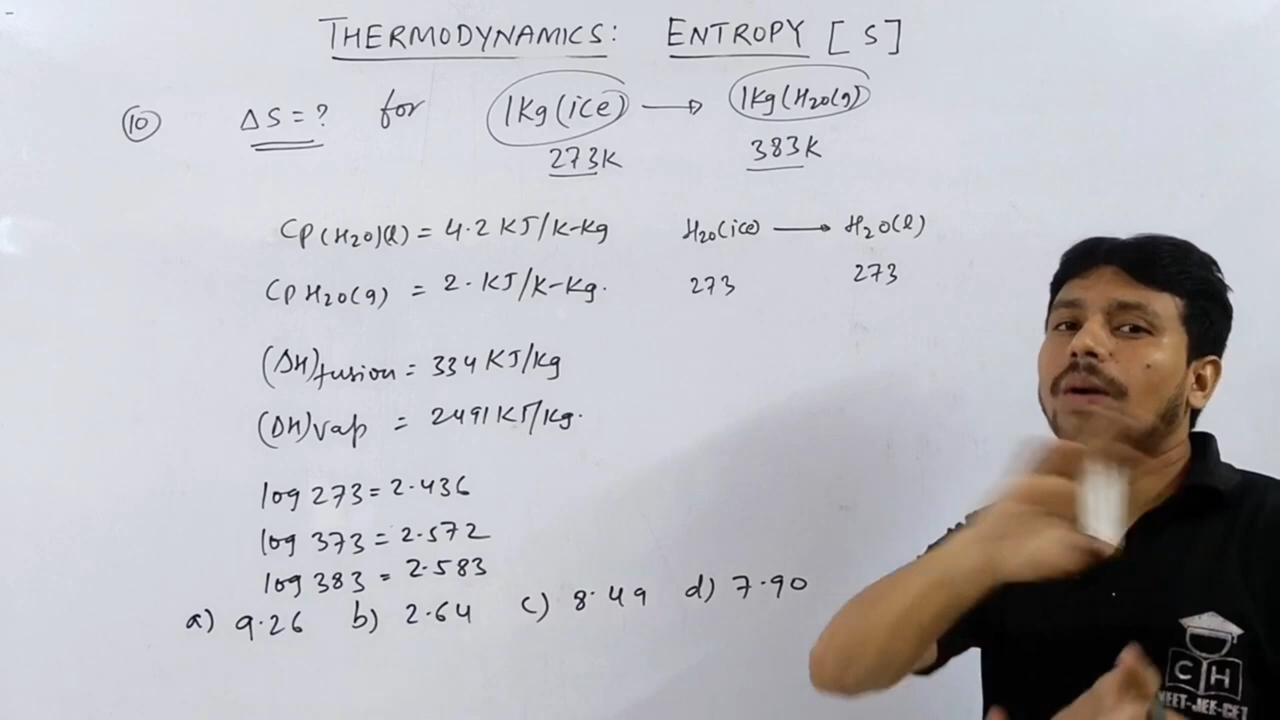 THERMODYNAMICS: ENTROPY [S]
(10) ΔS = ? for 1Kg(ice) → 1Kg(H2O(g))
273K 383K
Cp(H2O)(l) = 4.2 KJ/K-Kg H2O(ice) → H2O(l)
Cp H2O(g) = 2. KJ/K-Kg. 273 273
(ΔH)fusion = 334 KJ/Kg
(ΔH)vap = 2491 KJ/Kg.
log 273 = 2.436
log 373 = 2.572
log 383 = 2.583
a) 9.26 b) 2.64 c) 8.49 d) 7.90
CH
NEET-JEE-CET